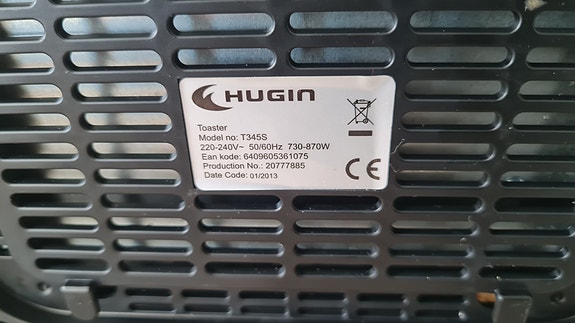 HUGIN
Toaster
Model no: T345S
220-240V~ 50/60Hz 730-870W
Ean kode: 6409605361075
Production No.: 20777885
Date Code: 01/2013
CE